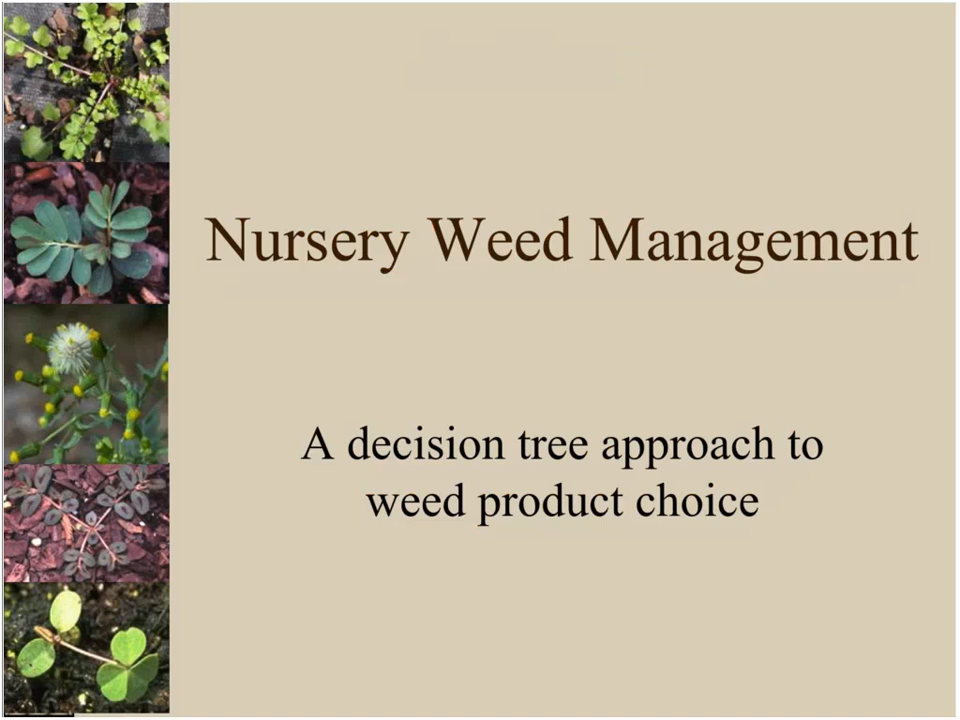 Nursery Weed Management
A decision tree approach to
weed product choice